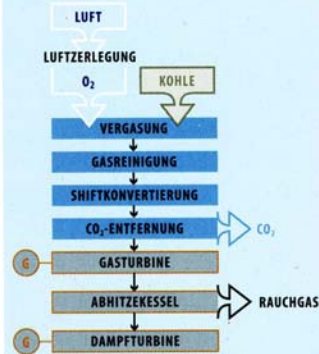 LUFT
LUFTZERLEGUNG
O₂
KOHLE
VERGASUNG
GASREINIGUNG
SHIFTKONVERTIERUNG
CO₂-ENTFERNUNG
CO₂
G
GASTURBINE
ABHITZEKESSEL
RAUCHGAS
G
DAMPFTURBINE